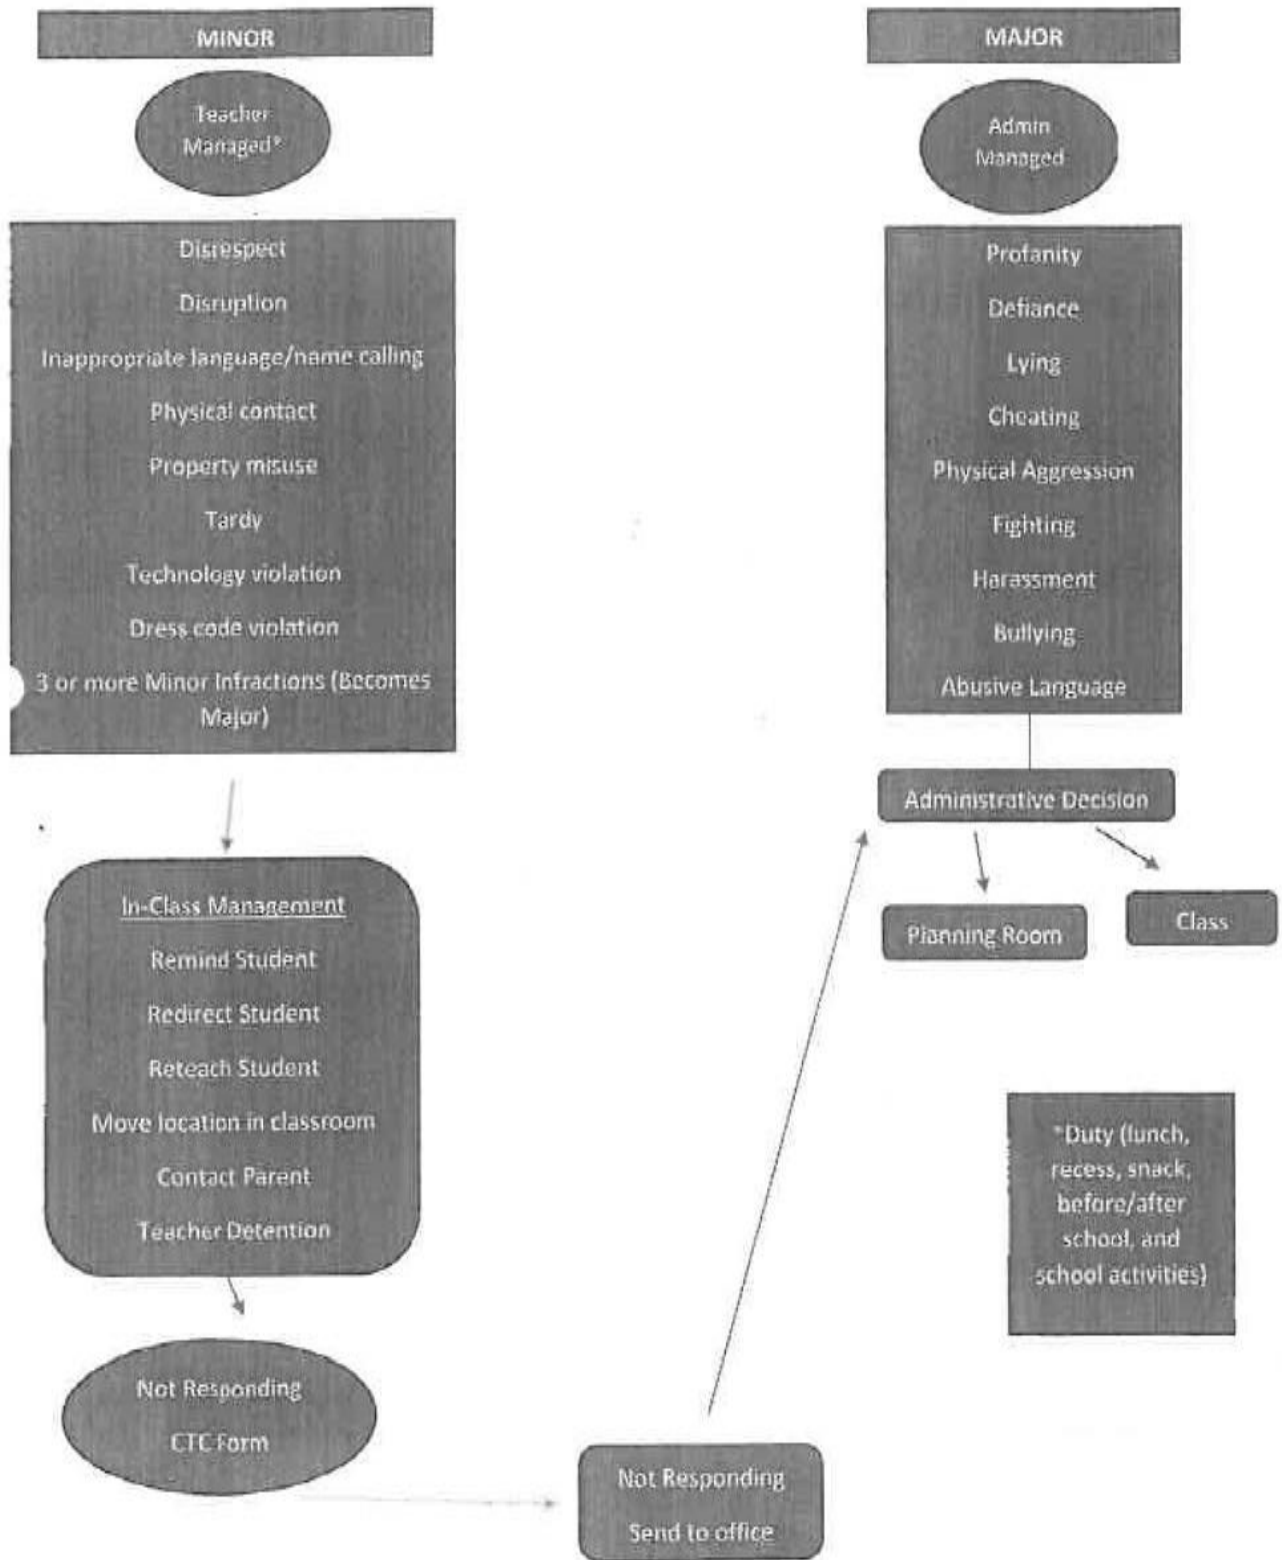 MINOR
Teacher
Managed*
Disrespect
Disruption
Inappropriate language/name calling
Physical contact
Property misuse
Tardy
Technology violation
Dress code violation
3 or more Minor Infractions (Becomes
Major)
In-Class Management
Remind Student
Redirect Student
Reteach Student
Move location in classroom
Contact Parent
Teacher Detention
Not Responding
CTC Form
Not Responding
Send to office
MAJOR
Admin
Managed
Profanity
Defiance
Lying
Cheating
Physical Aggression
Fighting
Harassment
Bullying
Abusive Language
Administrative Decision
Planning Room
Class
*Duty (lunch,
recess, snack,
before/after
school, and
school activities)